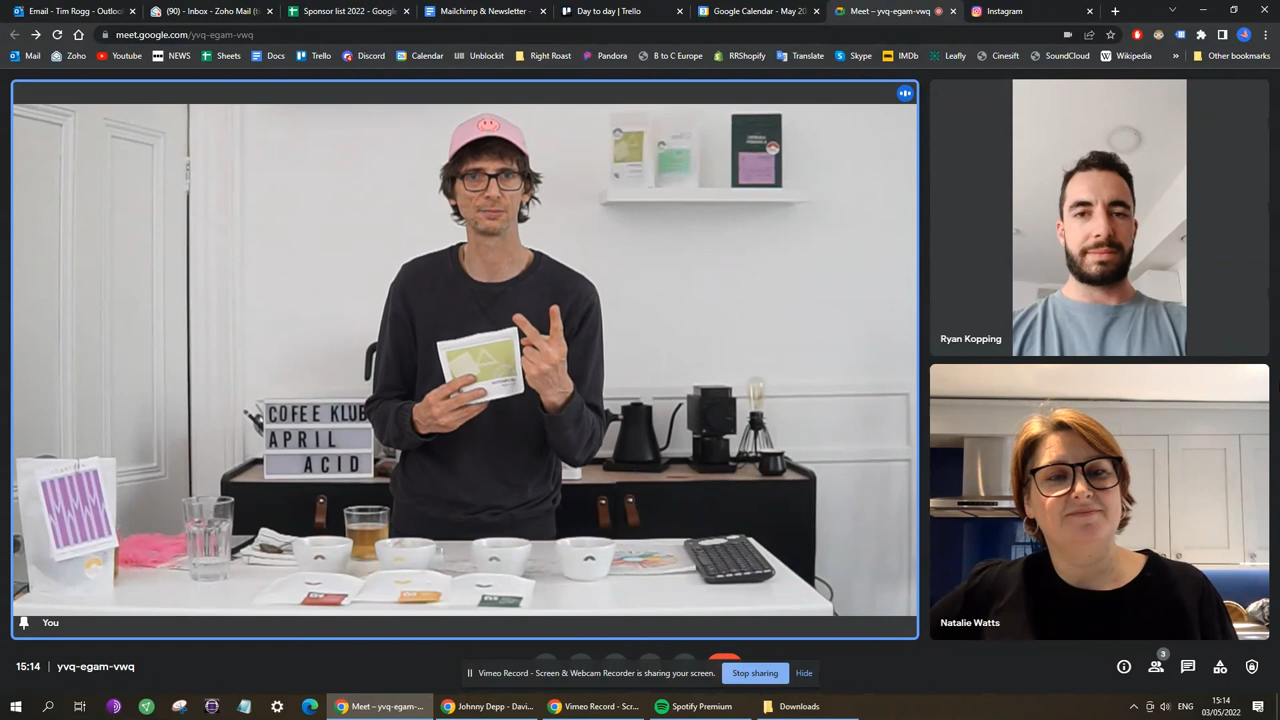 Email - Tim Rogg - Outloo
(90) - Inbox - Zoho Mail (t
Sponsor list 2022 - Google
Mailchimp & Newsletter -
Day to day | Trello
Google Calendar - May 20
Meet – yvq-egam-vwq
Instagram
meet.google.com/yvq-egam-vwq
Mail
Zoho
Youtube
NEWS
Sheets
Docs
Trello
Discord
Calendar
Unblockit
Right Roast
Pandora
B to C Europe
RRShopify
Translate
Skype
IMDb
Leafly
Cinesift
SoundCloud
Wikipedia
Other bookmarks
COFEE KLUB
APRIL
ACID
You
Ryan Kopping
Natalie Watts
15:14 | yvq-egam-vwq
3
Vimeo Record - Screen & Webcam Recorder is sharing your screen.
Stop sharing
Hide
Meet – yvq-egam-...
Johnny Depp - Davi...
Vimeo Record - Scr...
Spotify Premium
Downloads
ENG
15:14
03/05/2022